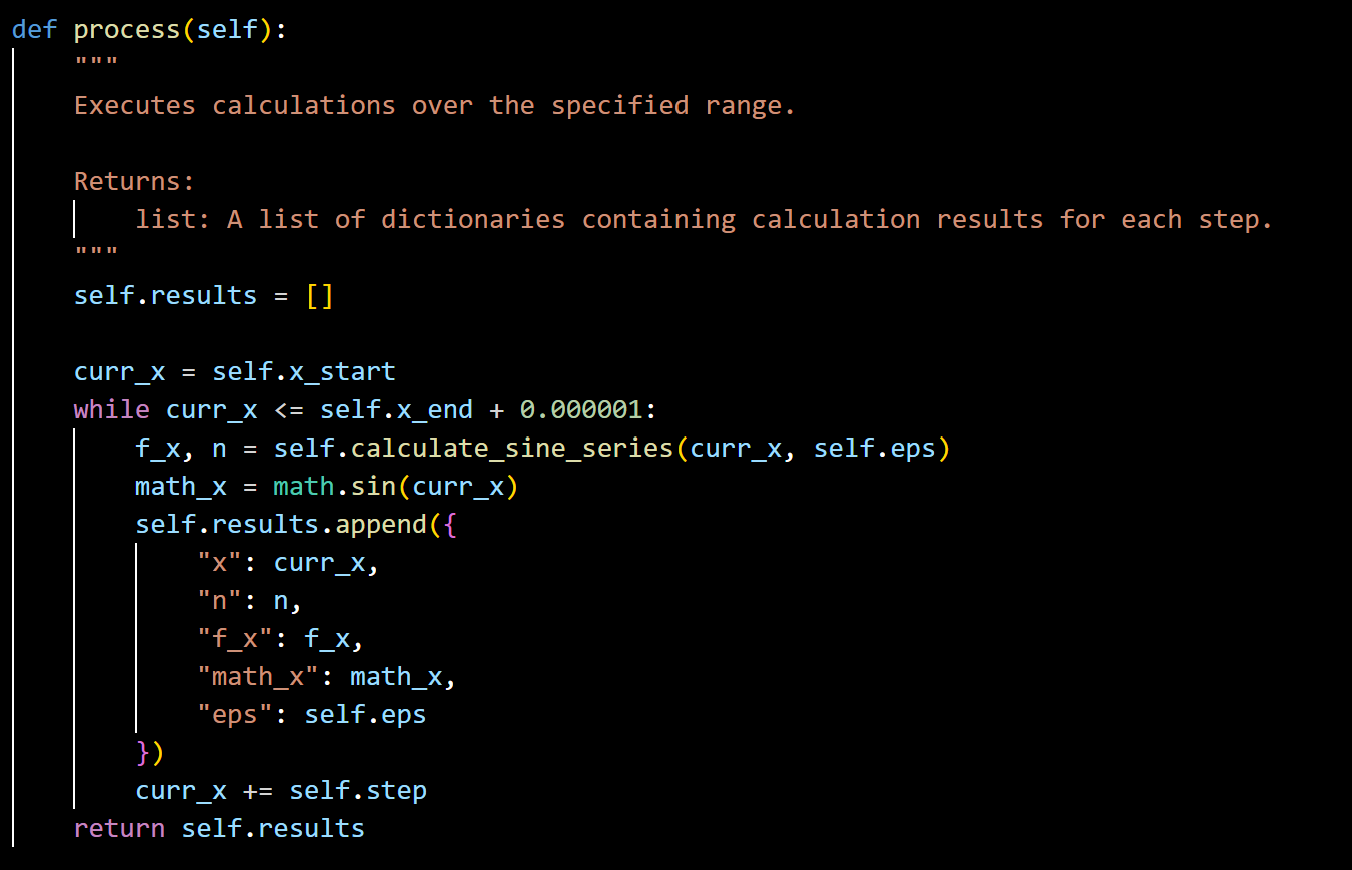 def process(self):
"""
Executes calculations over the specified range.
Returns:
list: A list of dictionaries containing calculation results for each step.
"""
self.results = []
curr_x = self.x_start
while curr_x <= self.x_end + 0.000001:
f_x, n = self.calculate_sine_series(curr_x, self.eps)
math_x = math.sin(curr_x)
self.results.append({
"x": curr_x,
"n": n,
"f_x": f_x,
"math_x": math_x,
"eps": self.eps
})
curr_x += self.step
return self.results